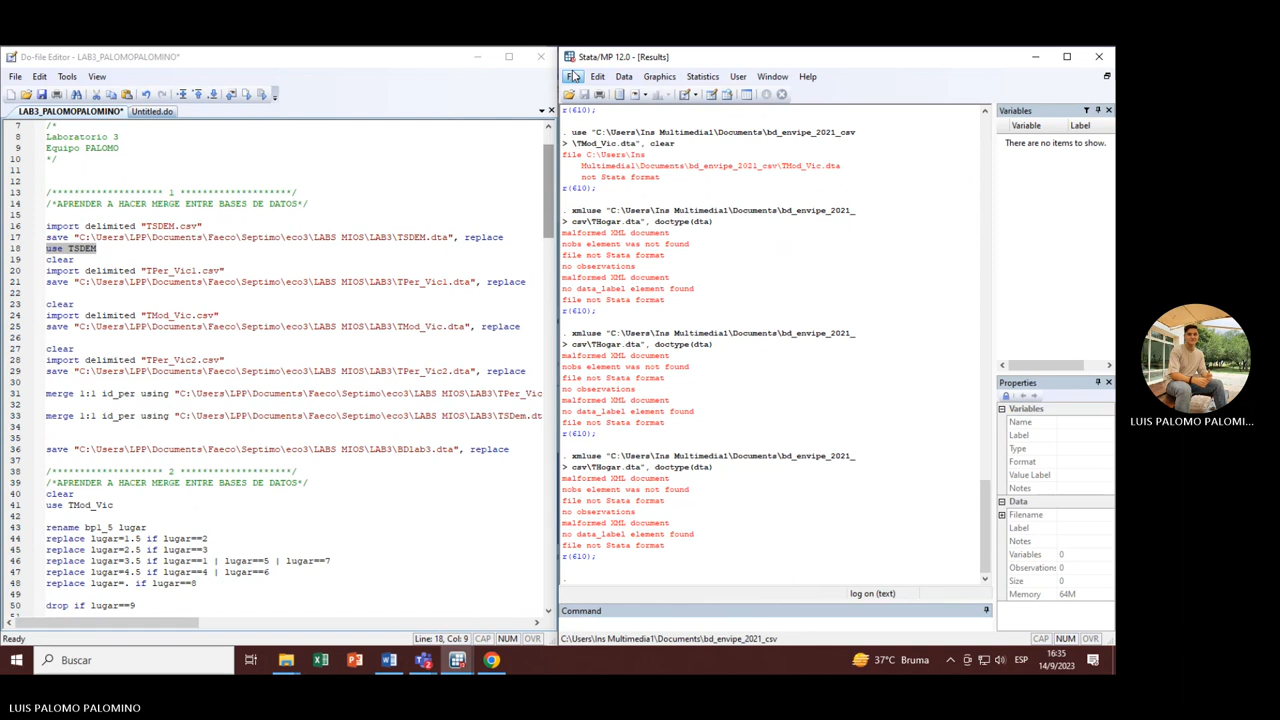 Do-file Editor - LAB3_PALOMOPALOMINO*
File Edit Tools View
LAB3_PALOMOPALOMINO* Untitled.do
7 /*
8 Laboratorio 3
9 Equipo PALOMO
10 */
11
12
13 /******************** 1 ********************/
14 /*APRENDER A HACER MERGE ENTRE BASES DE DATOS*/
15
16 import delimited "TSDEM.csv"
17 save "C:\Users\LPP\Documents\Faeco\Septimo\eco3\LABS MIOS\LAB3\TSDEM.dta", replace
18 use TSDEM
19 clear
20 import delimited "TPer_Vic1.csv"
21 save "C:\Users\LPP\Documents\Faeco\Septimo\eco3\LABS MIOS\LAB3\TPer_Vic1.dta", replace
22
23 clear
24 import delimited "TMod_Vic.csv"
25 save "C:\Users\LPP\Documents\Faeco\Septimo\eco3\LABS MIOS\LAB3\TMod_Vic.dta", replace
26
27 clear
28 import delimited "TPer_Vic2.csv"
29 save "C:\Users\LPP\Documents\Faeco\Septimo\eco3\LABS MIOS\LAB3\TPer_Vic2.dta", replace
30
31 merge 1:1 id_per using "C:\Users\LPP\Documents\Faeco\Septimo\eco3\LABS MIOS\LAB3\TPer_Vic
32
33 merge 1:1 id_per using "C:\Users\LPP\Documents\Faeco\Septimo\eco3\LABS MIOS\LAB3\TSDem.dt
34
35
36 save "C:\Users\LPP\Documents\Faeco\Septimo\eco3\LABS MIOS\LAB3\BDlab3.dta", replace
37
38 /******************** 2 ********************/
39 /*APRENDER A HACER MERGE ENTRE BASES DE DATOS*/
40 clear
41 use TMod_Vic
42
43 rename bp1_5 lugar
44 replace lugar=1.5 if lugar==2
45 replace lugar=2.5 if lugar==3
46 replace lugar=3.5 if lugar==1 | lugar==5 | lugar==7
47 replace lugar=4.5 if lugar==4 | lugar==6
48 replace lugar=. if lugar==8
49
50 drop if lugar==9
Ready Line: 18, Col: 9 CAP NUM OVR
Stata/MP 12.0 - [Results]
F Edit Data Graphics Statistics User Window Help
r(610);
. use "C:\Users\Ins Multimedia1\Documents\bd_envipe_2021_csv
> \TMod_Vic.dta", clear
file C:\Users\Ins
Multimedia1\Documents\bd_envipe_2021_csv\TMod_Vic.dta
not Stata format
r(610);
. xmluse "C:\Users\Ins Multimedia1\Documents\bd_envipe_2021_
> csv\THogar.dta", doctype(dta)
malformed XML document
nobs element was not found
file not Stata format
no observations
malformed XML document
no data_label element found
file not Stata format
r(610);
. xmluse "C:\Users\Ins Multimedia1\Documents\bd_envipe_2021_
> csv\THogar.dta", doctype(dta)
malformed XML document
nobs element was not found
file not Stata format
no observations
malformed XML document
no data_label element found
file not Stata format
r(610);
. xmluse "C:\Users\Ins Multimedia1\Documents\bd_envipe_2021_
> csv\THogar.dta", doctype(dta)
malformed XML document
nobs element was not found
file not Stata format
no observations
malformed XML document
no data_label element found
file not Stata format
r(610);
.
log on (text)
Command
C:\Users\Ins Multimedia1\Documents\bd_envipe_2021_csv CAP NUM OVR
Variables
Variable Label
There are no items to show.
Properties
Variables
Name
Label
Type
Format
Value Label
Notes
Data
Filename
Label
Notes
Variables 0
Observations 0
Size 0
Memory 64M
LUIS PALOMO PALOMI...
Buscar
37°C Bruma
ESP
16:35
14/9/2023
LUIS PALOMO PALOMINO